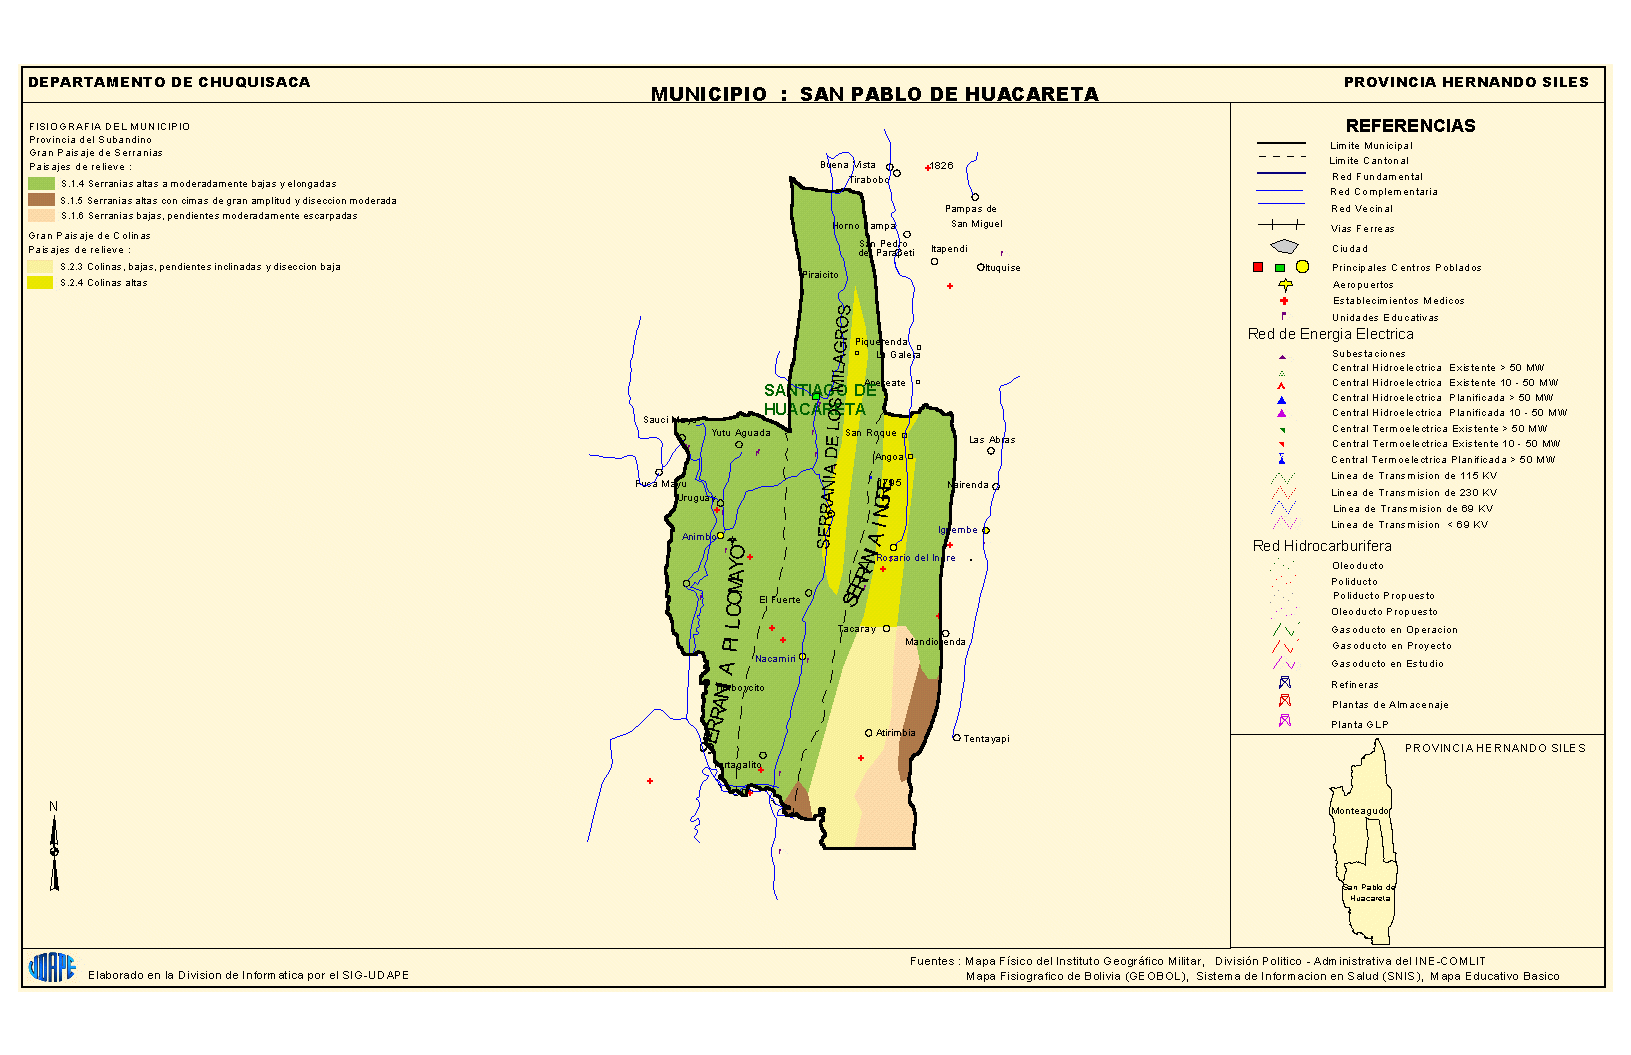 DEPARTAMENTO DE CHUQUISACA
MUNICIPIO : SAN PABLO DE HUACARETA
PROVINCIA HERNANDO SILES
FISIOGRAFIA DEL MUNICIPIO
Provincia del Subandino
Gran Paisaje de Serranias
Paisajes de relieve :
S.1.4 Serranias altas a moderadamente bajas y elongadas
S.1.5 Serranias altas con cimas de gran amplitud y diseccion moderada
S.1.6 Serranias bajas, pendientes moderadamente escarpadas
Gran Paisaje de Colinas
Paisajes de relieve :
S.2.3 Colinas, bajas, pendientes inclinadas y diseccion baja
S.2.4 Colinas altas
Buena Vista
1826
Tirabobo
Pampas de
San Miguel
Horno Pampa
San Pedro
del Parapeti
Itapendi
Ituquise
Piraicito
SERRANIA DE LOS MILAGROS
Piquerenda
La Galera
SANTIAGO DE
HUACARETA
Sauci Mayu
Yutu Aguada
San Roque
Las Abras
Angoa
Puca Mayu
1795
Nairenda
Uruguay
SERRANIA INGRE
Animbo
Iguembe
Rosario del Ingre
SERRANIA PILCOMAYO
El Fuerte
Tacaray
Mandiorenda
Nacamiri
Timboycito
Atirimbia
Tentayapi
Tartagalito
N
REFERENCIAS
Limite Municipal
Limite Cantonal
Red Fundamental
Red Complementaria
Red Vecinal
Vias Ferreas
Ciudad
Principales Centros Poblados
Aeropuertos
Establecimientos Medicos
Unidades Educativas
Red de Energia Electrica
Subestaciones
Central Hidroelectrica Existente > 50 MW
Central Hidroelectrica Existente 10 - 50 MW
Central Hidroelectrica Planificada > 50 MW
Central Hidroelectrica Planificada 10 - 50 MW
Central Termoelectrica Existente > 50 MW
Central Termoelectrica Existente 10 - 50 MW
Central Termoelectrica Planificada > 50 MW
Linea de Transmision de 115 KV
Linea de Transmision de 230 KV
Linea de Transmision de 69 KV
Linea de Transmision < 69 KV
Red Hidrocarburifera
Oleoducto
Poliducto
Poliducto Propuesto
Oleoducto Propuesto
Gasoducto en Operacion
Gasoducto en Proyecto
Gasoducto en Estudio
Refineras
Plantas de Almacenaje
Planta GLP
PROVINCIA HERNANDO SILES
Monteagudo
San Pablo de
Huacareta
UDAPE
Elaborado en la Division de Informatica por el SIG-UDAPE
Fuentes : Mapa Físico del Instituto Geográfico Militar, División Politico - Administrativa del INE-COMLIT
Mapa Fisiografico de Bolivia (GEOBOL), Sistema de Informacion en Salud (SNIS), Mapa Educativo Basico